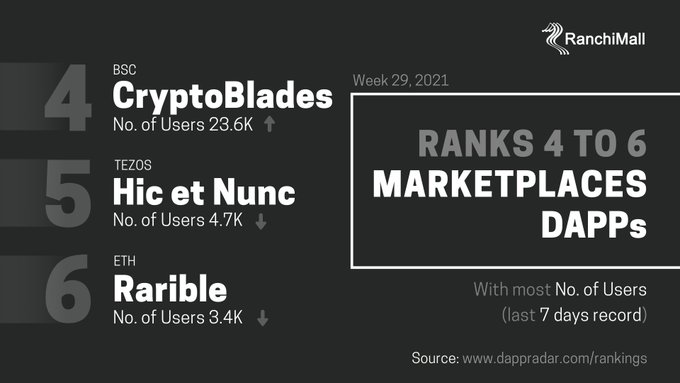 RanchiMall
Week 29, 2021
RANKS 4 TO 6
MARKETPLACES
DAPPs
4
BSC
CryptoBlades
No. of Users 23.6K
5
TEZOS
Hic et Nunc
No. of Users 4.7K
6
ETH
Rarible
No. of Users 3.4K
With most No. of Users
(last 7 days record)
Source: www.dappradar.com/rankings